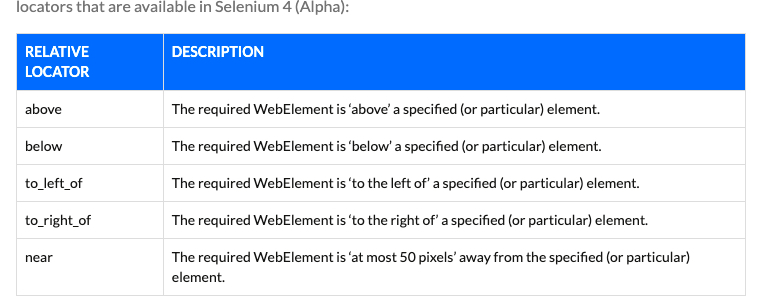 locators that are available in Selenium 4 (Alpha):
RELATIVE
LOCATOR
DESCRIPTION
above
The required WebElement is ‘above’ a specified (or particular) element.
below
The required WebElement is ‘below’ a specified (or particular) element.
to_left_of
The required WebElement is ‘to the left of’ a specified (or particular) element.
to_right_of
The required WebElement is ‘to the right of’ a specified (or particular) element.
near
The required WebElement is ‘at most 50 pixels’ away from the specified (or particular)
element.